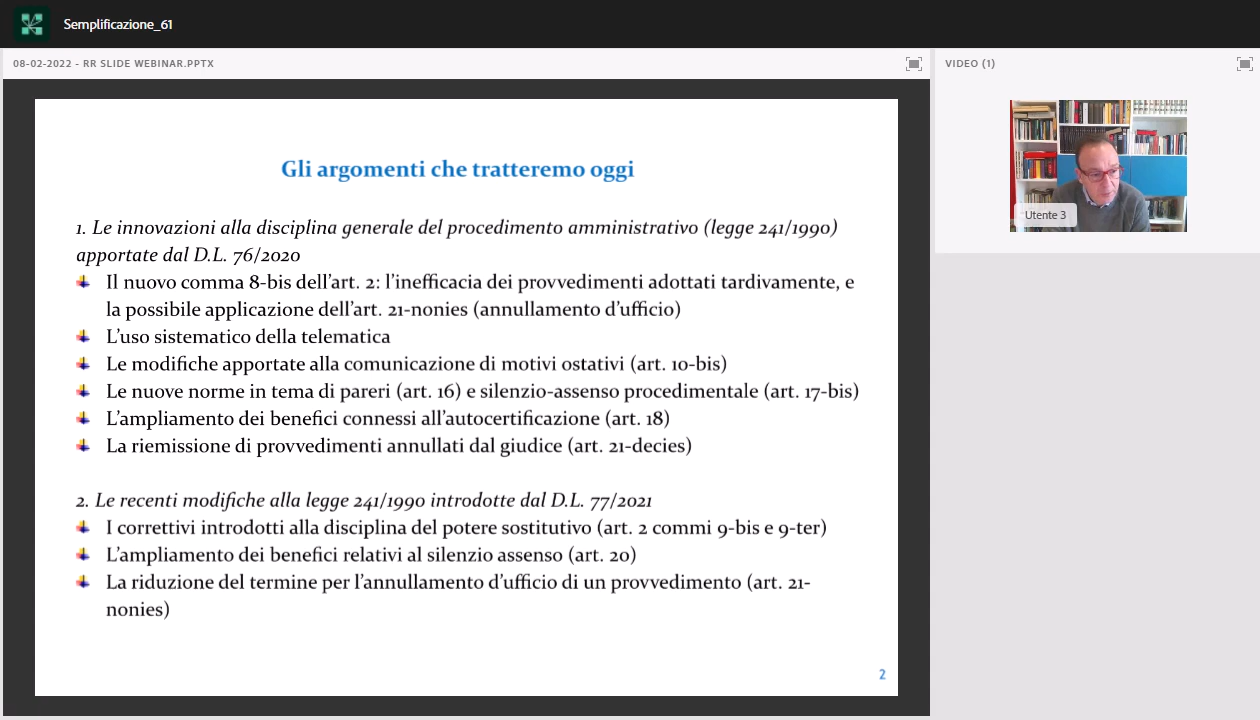 Semplificazione_61
08-02-2022 - RR SLIDE WEBINAR.PPTX
VIDEO (1)
Gli argomenti che tratteremo oggi
1. Le innovazioni alla disciplina generale del procedimento amministrativo (legge 241/1990)
apportate dal D.L. 76/2020
Il nuovo comma 8-bis dell'art. 2: l'inefficacia dei provvedimenti adottati tardivamente, e
la possibile applicazione dell'art. 21-nonies (annullamento d'ufficio)
L'uso sistematico della telematica
Le modifiche apportate alla comunicazione di motivi ostativi (art. 10-bis)
Le nuove norme in tema di pareri (art. 16) e silenzio-assenso procedimentale (art. 17-bis)
L'ampliamento dei benefici connessi all'autocertificazione (art. 18)
La riemissione di provvedimenti annullati dal giudice (art. 21-decies)
2. Le recenti modifiche alla legge 241/1990 introdotte dal D.L. 77/2021
I correttivi introdotti alla disciplina del potere sostitutivo (art. 2 commi 9-bis e 9-ter)
L'ampliamento dei benefici relativi al silenzio assenso (art. 20)
La riduzione del termine per l'annullamento d'ufficio di un provvedimento (art. 21-
nonies)
2
Utente 3